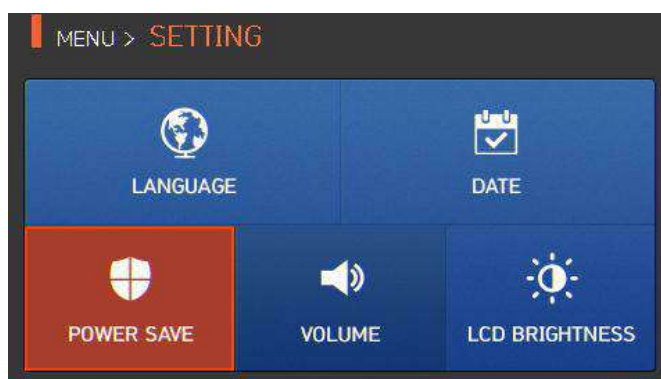 MENU > SETTING
LANGUAGE
DATE
POWER SAVE
VOLUME
LCD BRIGHTNESS